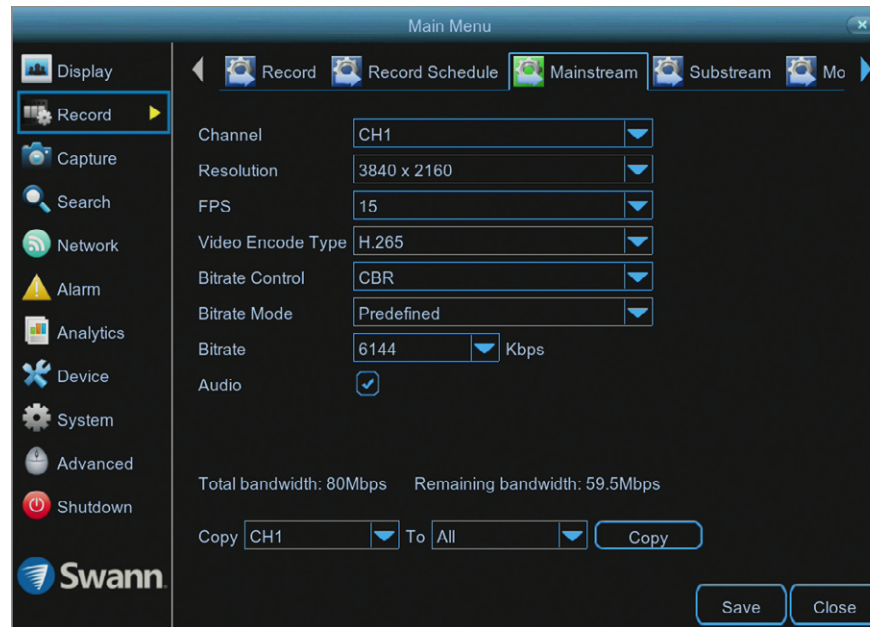 Main Menu
Display
Record
Capture
Search
Network
Alarm
Analytics
Device
System
Advanced
Shutdown
Swann
Record Record Schedule Mainstream Substream Mo
Channel CH1
Resolution 3840 x 2160
FPS 15
Video Encode Type H.265
Bitrate Control CBR
Bitrate Mode Predefined
Bitrate 6144 Kbps
Audio
Total bandwidth: 80Mbps Remaining bandwidth: 59.5Mbps
Copy CH1 To All Copy
Save Close